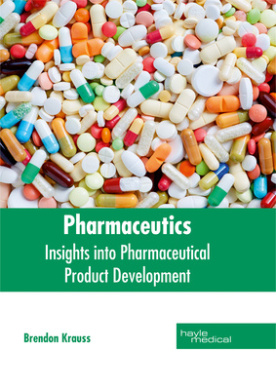 Pharmaceutics
Insights into Pharmaceutical
Product Development
Brendon Krauss
hayle
medical